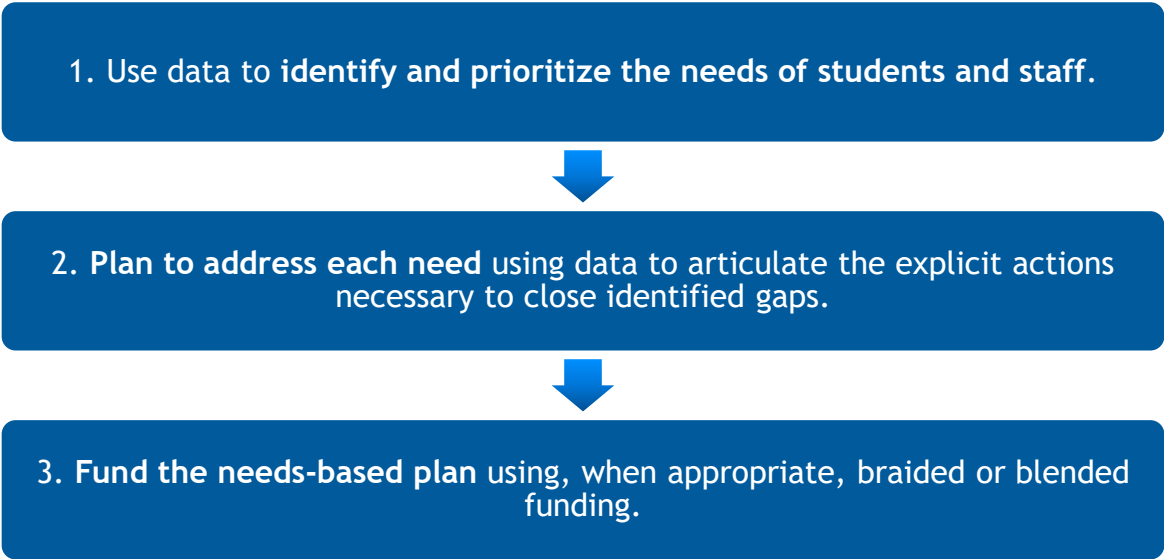 1. Use data to identify and prioritize the needs of students and staff.
2. Plan to address each need using data to articulate the explicit actions
necessary to close identified gaps.
3. Fund the needs-based plan using, when appropriate, braided or blended
funding.